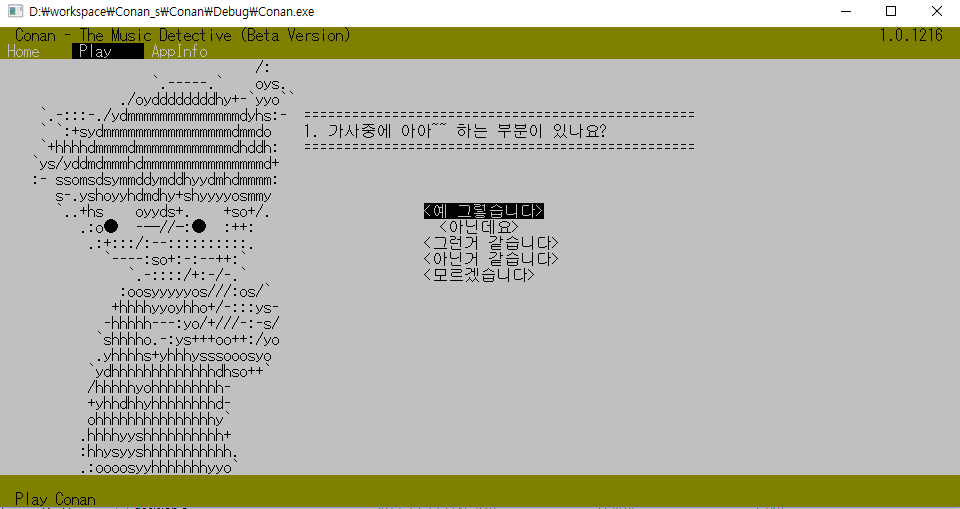 D:\workspace\Conan_s\Conan\Debug\Conan.exe
Conan - The Music Detective (Beta Version) 1.0.1216
Home Play AppInfo
=================================================
1. 가사중에 아아~~ 하는 부분이 있나요?
=================================================
<예 그렇습니다>
<아닌데요>
<그런거 같습니다>
<아닌거 같습니다>
<모르겠습니다>
Play Conan